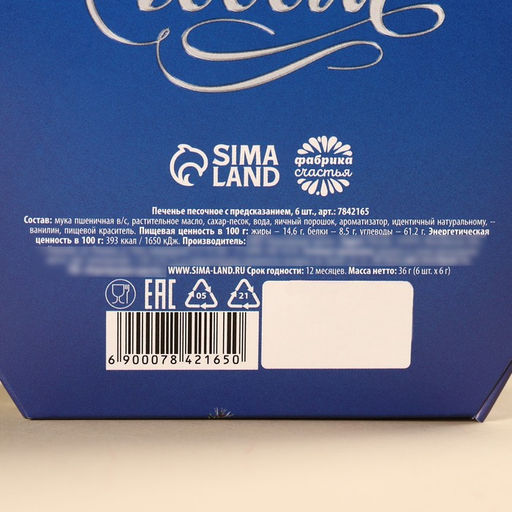 SIMA
LAND
фабрика
счастья
Печенье песочное с предсказанием, 6 шт., арт.: 7842165
Состав: мука пшеничная в/с, растительное масло, сахар-песок, вода, яичный порошок, ароматизатор, идентичный натуральному, --
ванилин, пищевой краситель. Пищевая ценность в 100 г: жиры – 14,6 г, белки – 8,5 г, углеводы – 61,2 г. Энергетическая
ценность в 100 г: 393 ккал / 1650 кДж. Производитель:
WWW.SIMA-LAND.RU Срок годности: 12 месяцев. Масса нетто: 36 г (6 шт. х 6 г)
EAC 05 21
6 900078 421650